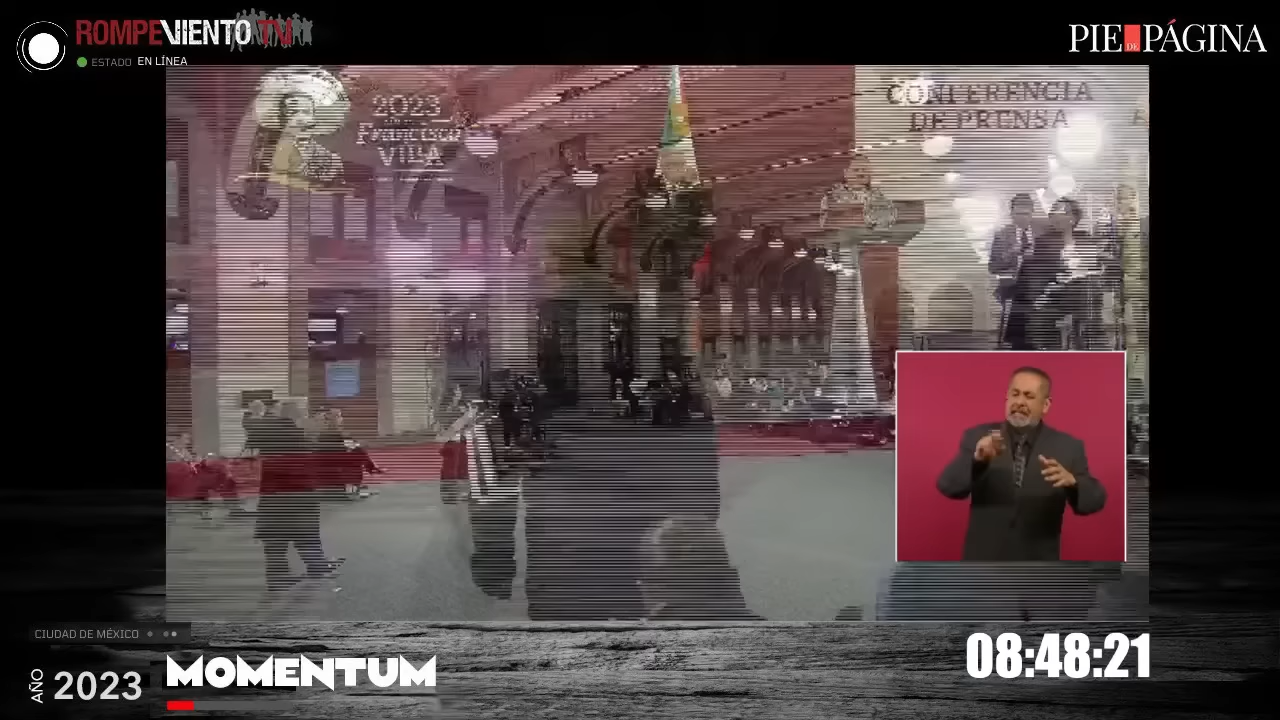 ROMPEVIENTO TV
ESTADO EN LÍNEA
PIE DE PÁGINA
2023
Francisco
VILLA
CONFERENCIA
DE PRENSA
CIUDAD DE MÉXICO
AÑO 2023
MOMENTUM
08:48:21